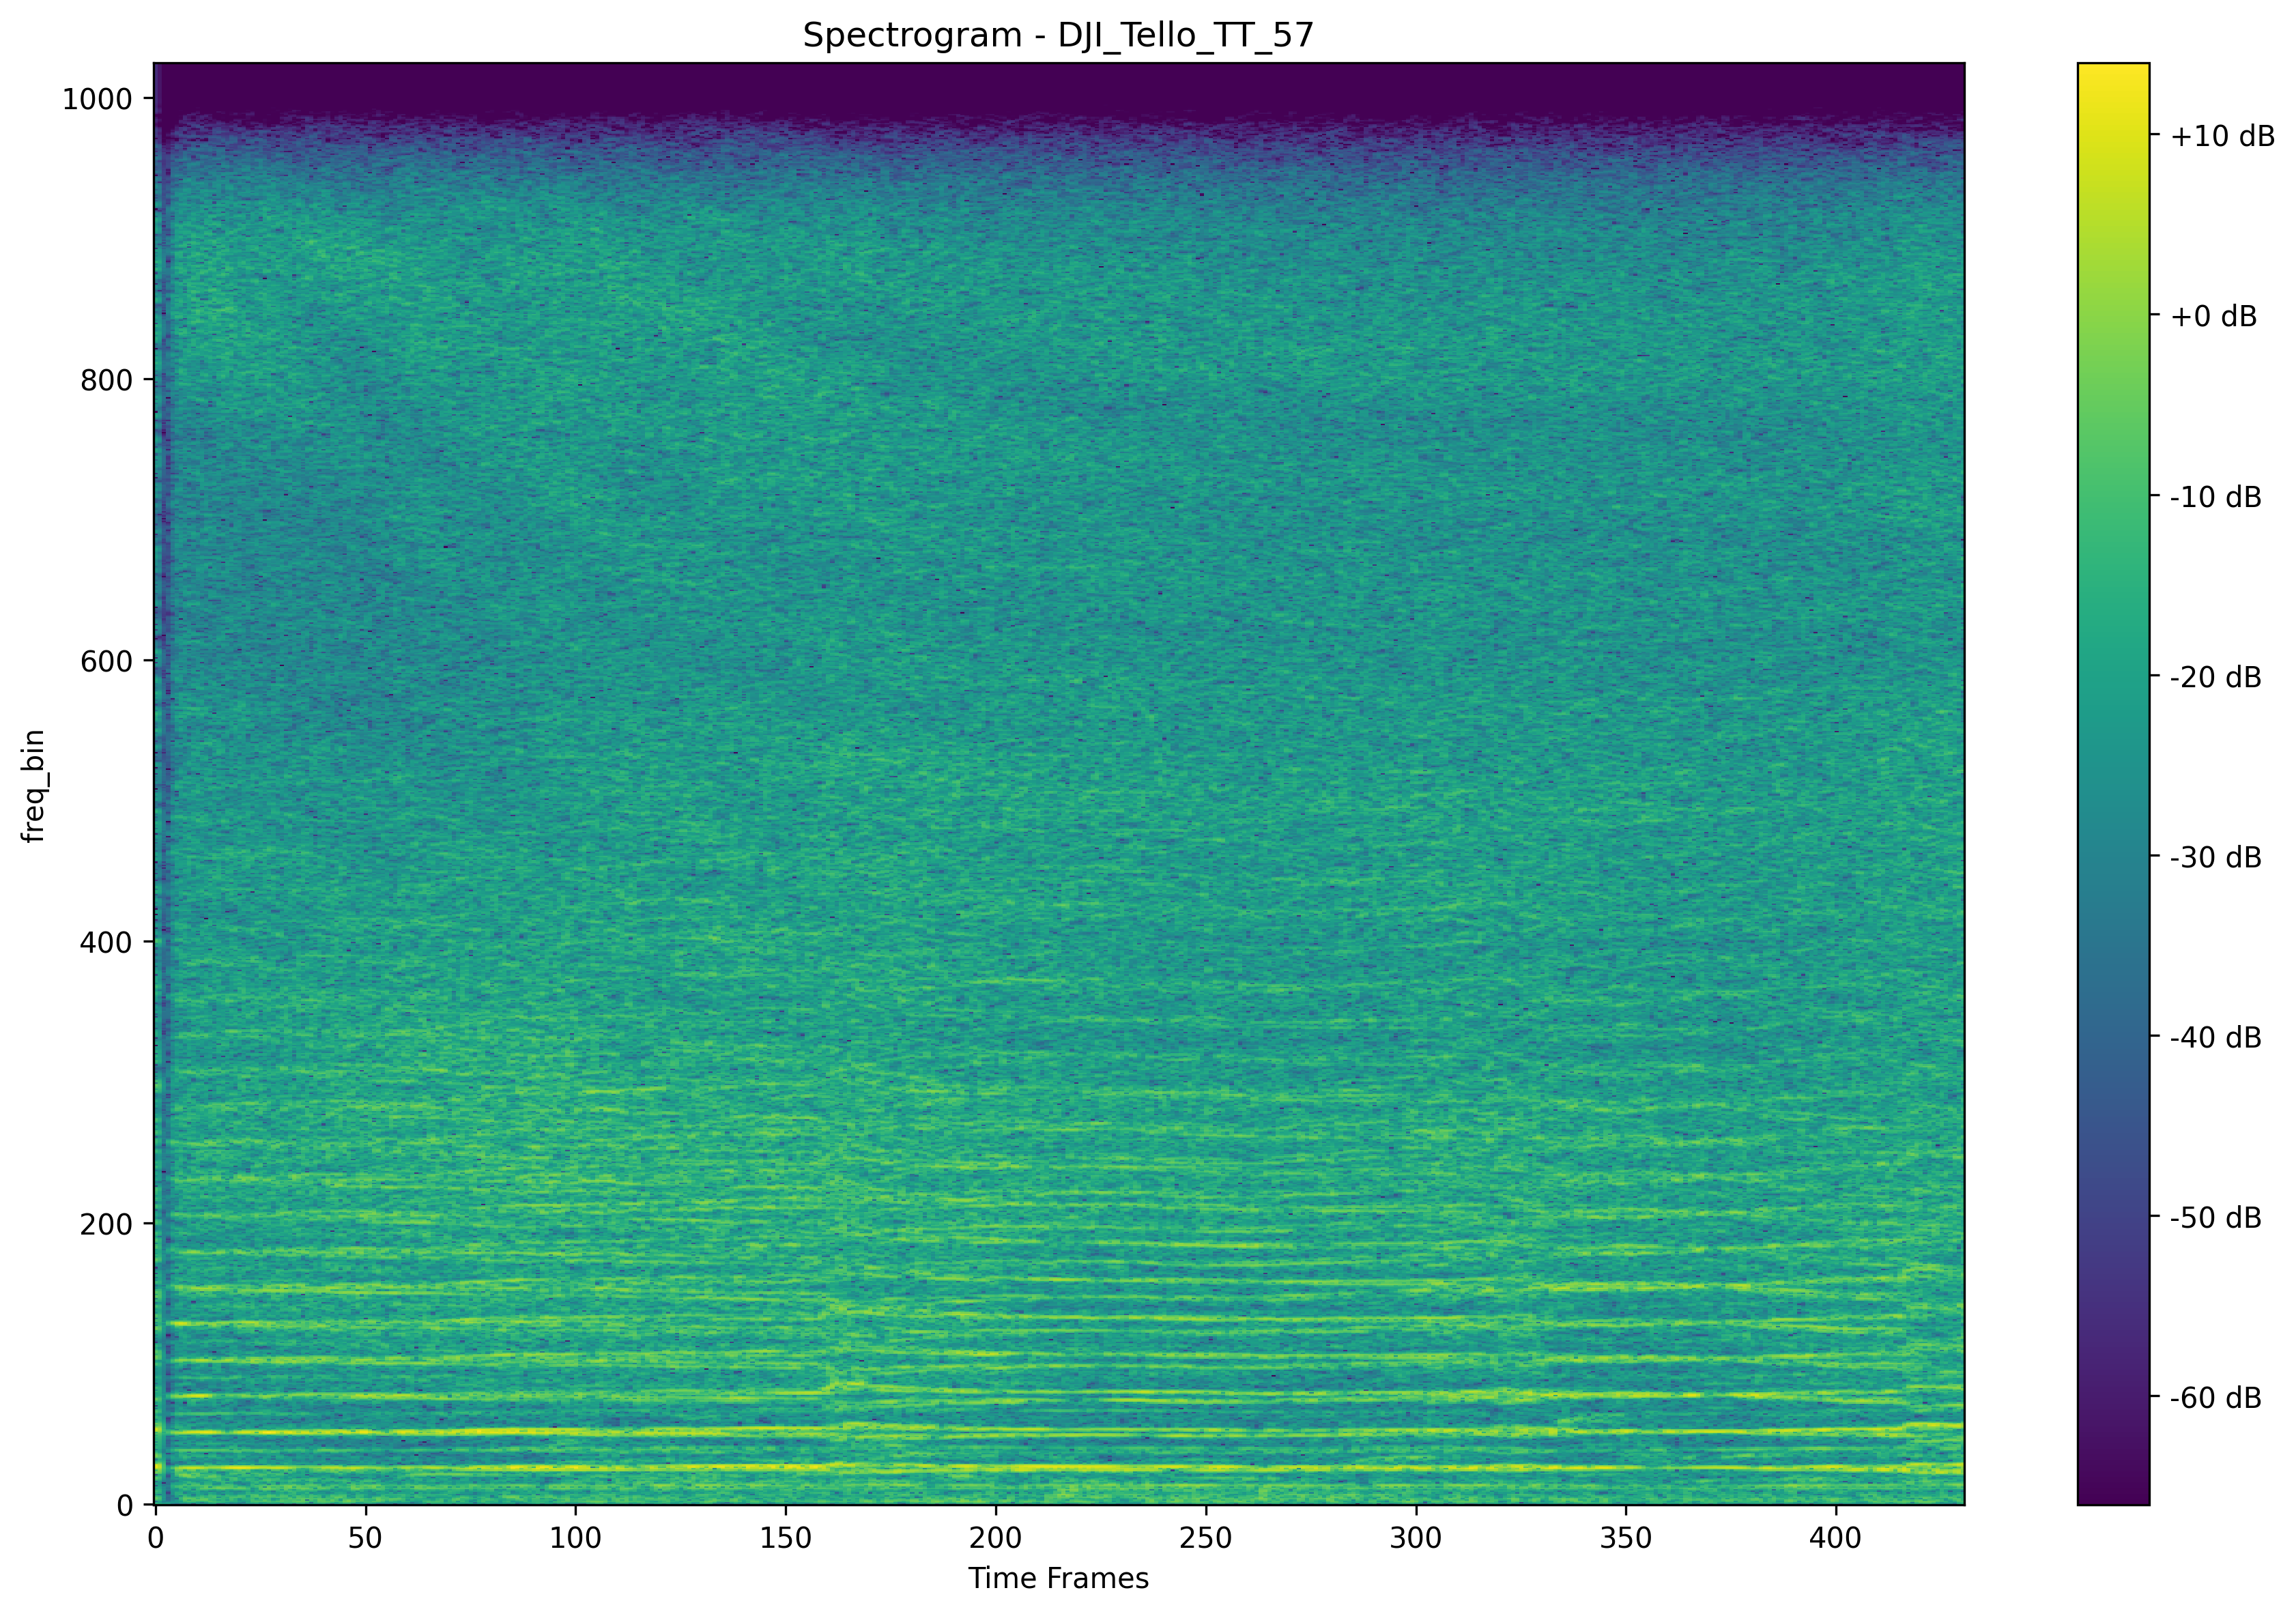 Spectrogram - DJI_Tello_TT_57
freq_bin
1000
800
600
400
200
0
0 50 100 150 200 250 300 350 400
Time Frames
+10 dB
+0 dB
-10 dB
-20 dB
-30 dB
-40 dB
-50 dB
-60 dB